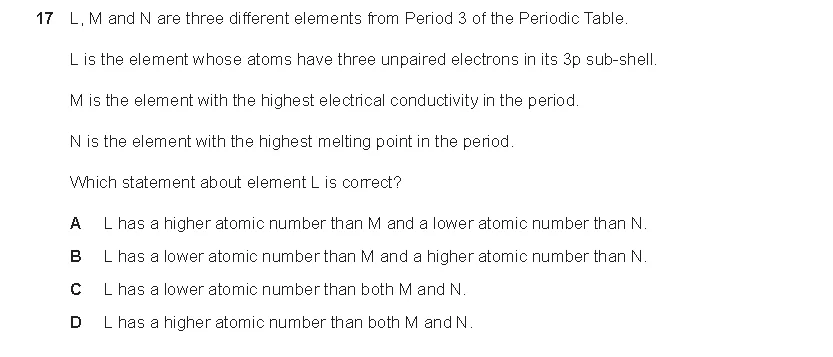 17 L, M and N are three different elements from Period 3 of the Periodic Table.
L is the element whose atoms have three unpaired electrons in its 3p sub-shell.
M is the element with the highest electrical conductivity in the period.
N is the element with the highest melting point in the period.
Which statement about element L is correct?
A L has a higher atomic number than M and a lower atomic number than N.
B L has a lower atomic number than M and a higher atomic number than N.
C L has a lower atomic number than both M and N.
D L has a higher atomic number than both M and N.